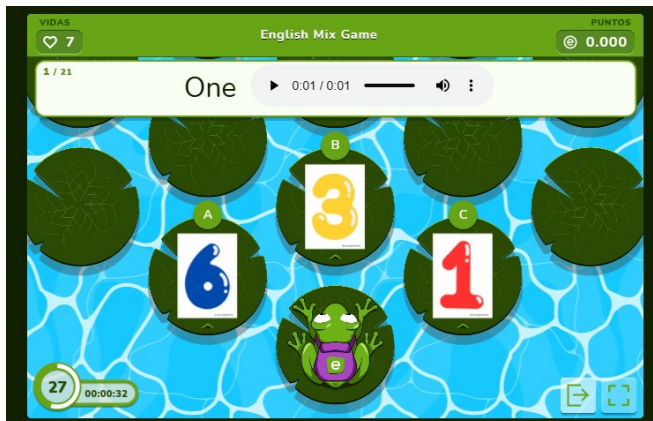 VIDAS
7
English Mix Game
PUNTOS
0.000
1 / 21
One
0:01 / 0:01
B
3
A
6
C
1
e
27
00:00:32